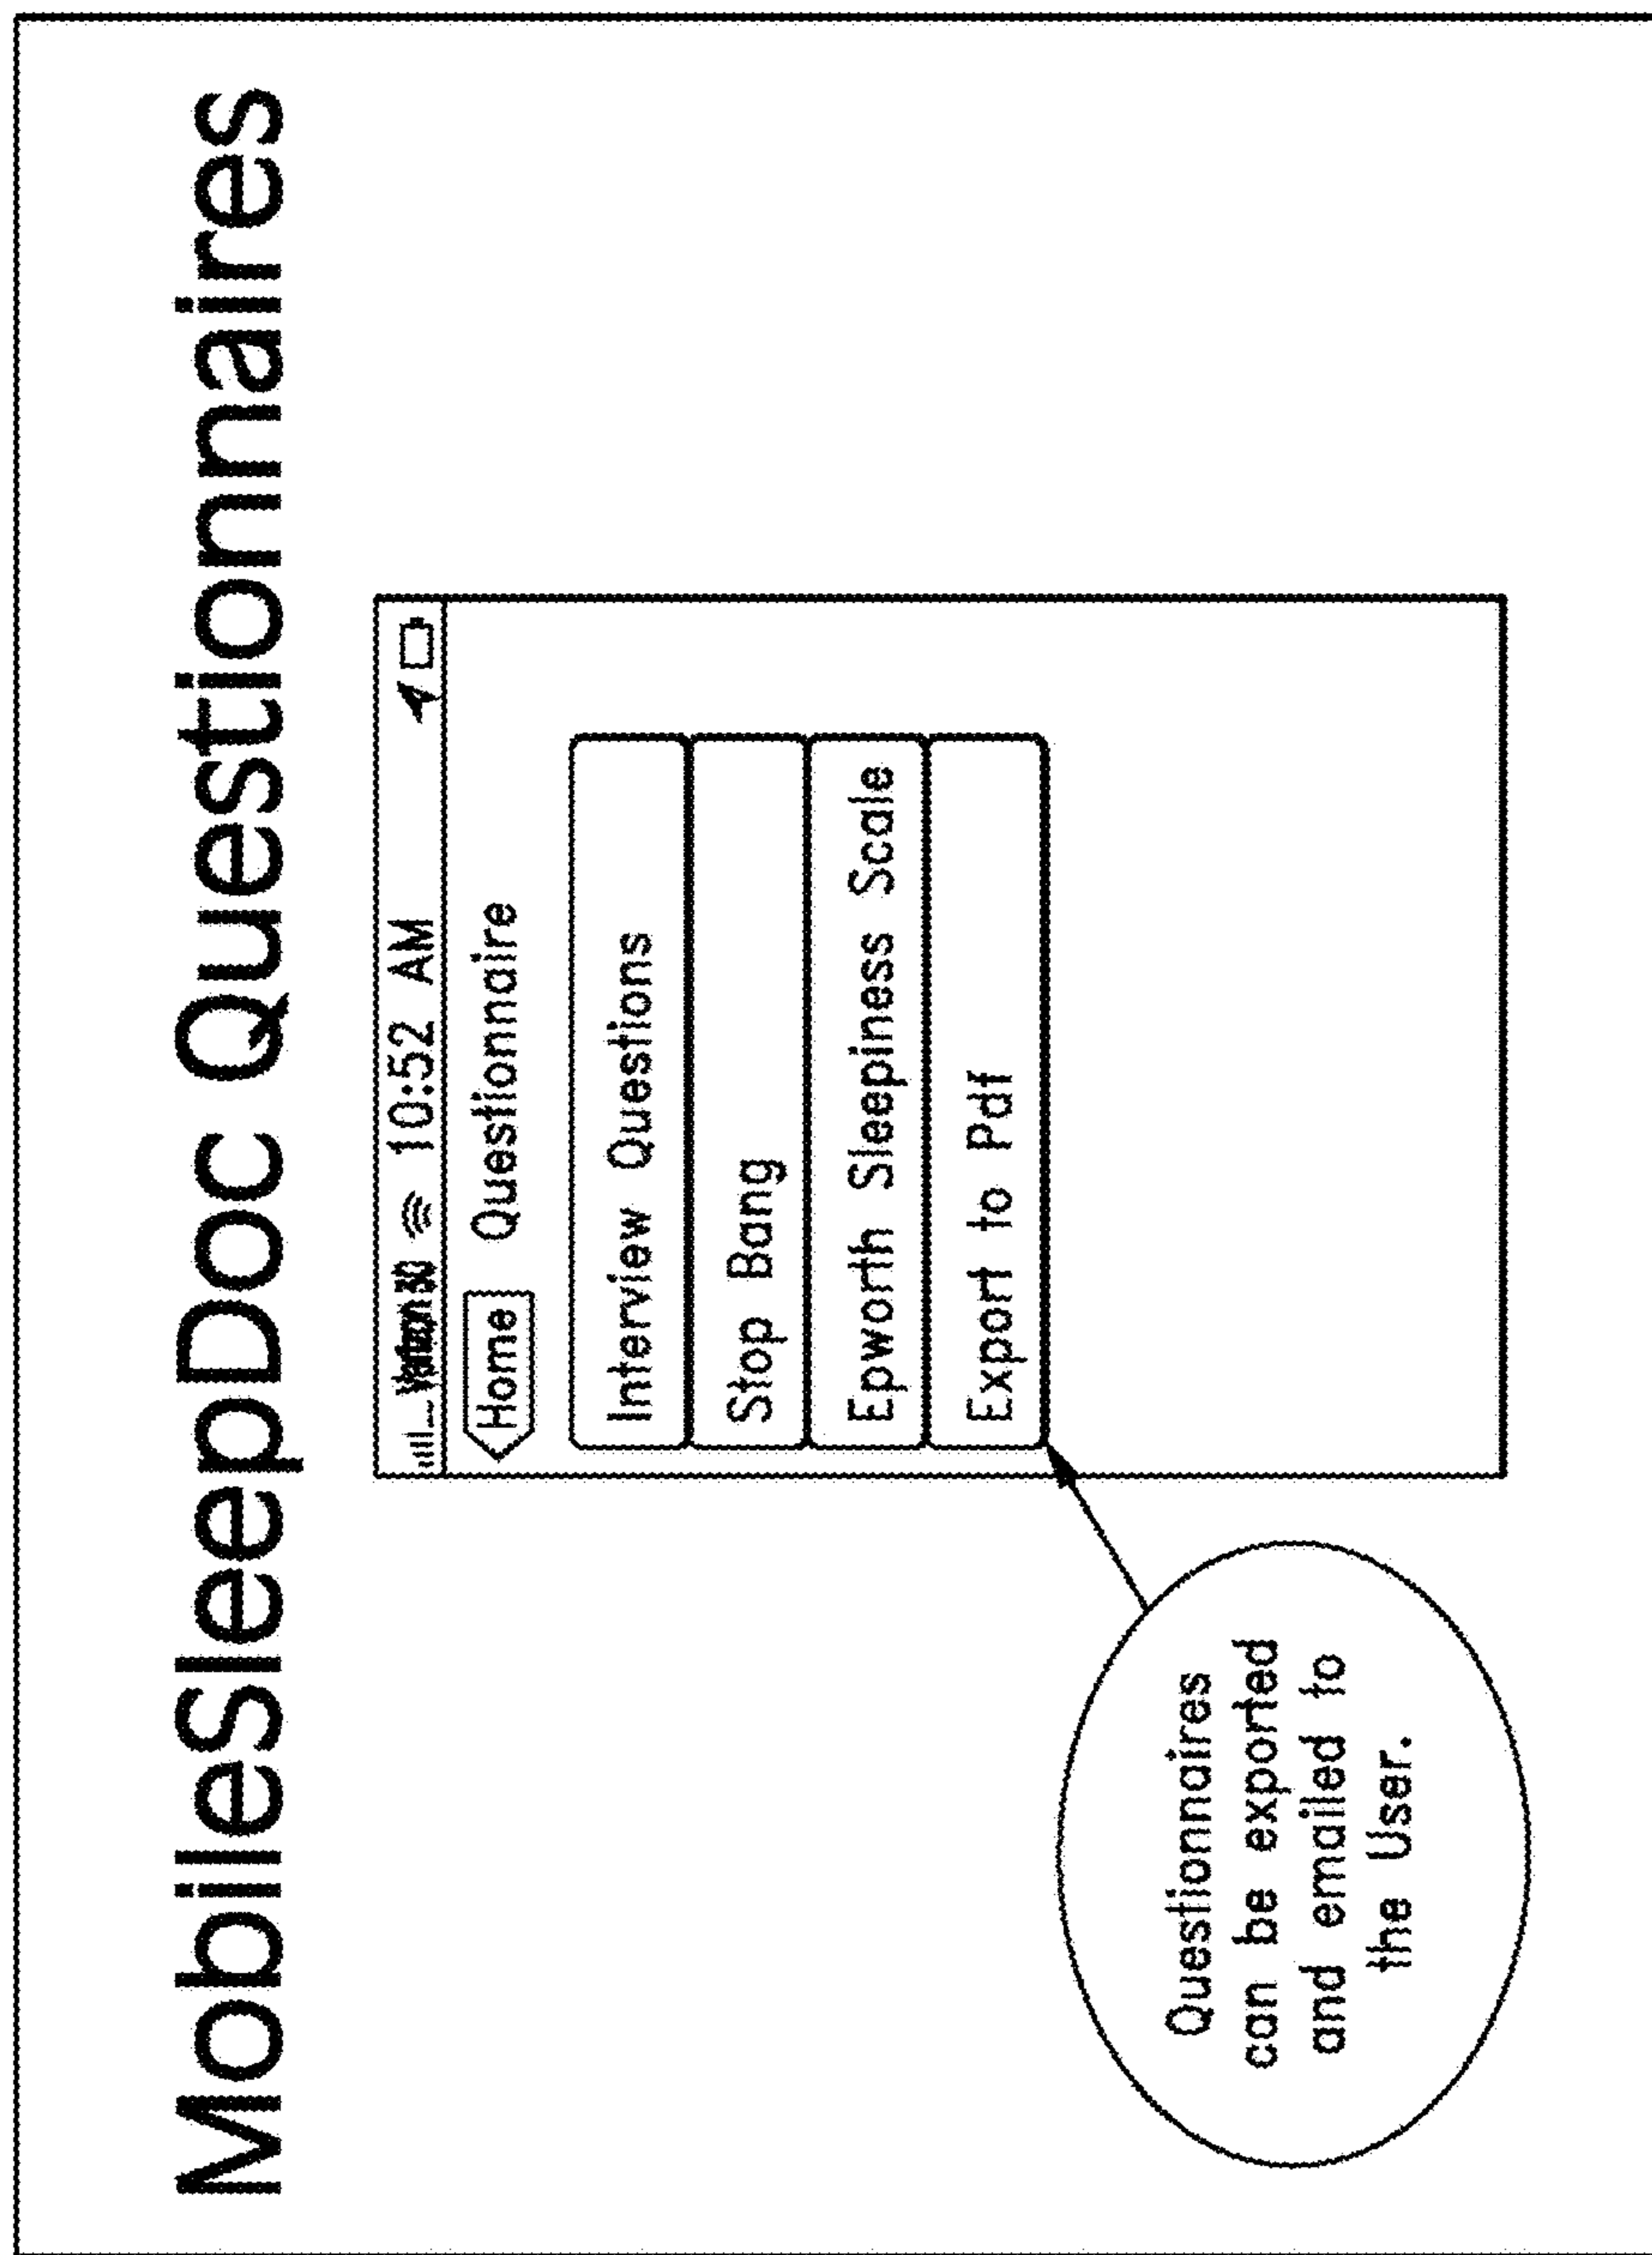 MobileSleepDoc Questionnaires
10:52 AM
Home Questionnaire
Interview Questions
Stop Bang
Epworth Sleepiness Scale
Export to Pdf
Questionnaires
can be exported
and emailed to
the User.